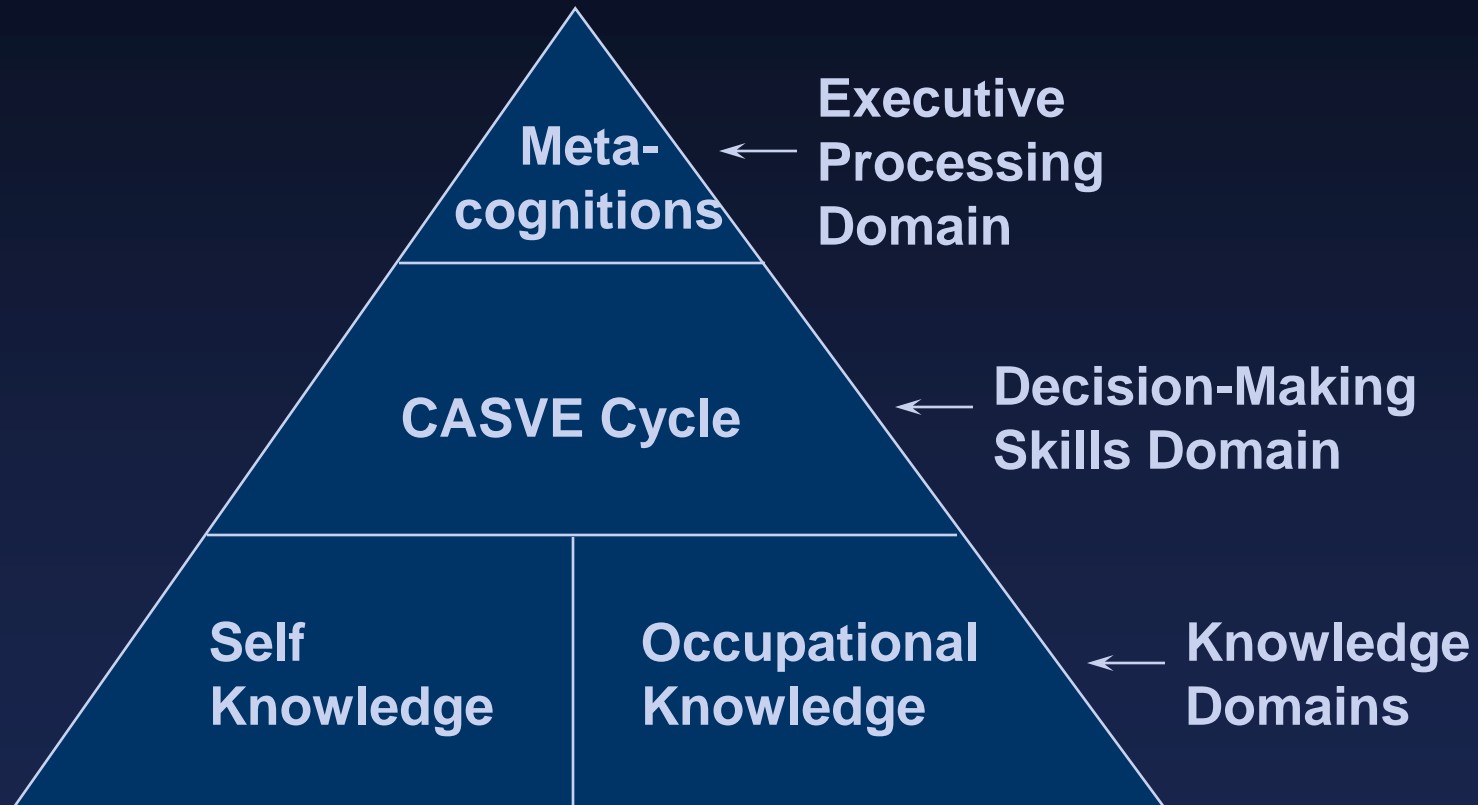 Meta-
cognitions
Executive
Processing
Domain
CASVE Cycle
Decision-Making
Skills Domain
Self
Knowledge
Occupational
Knowledge
Knowledge
Domains